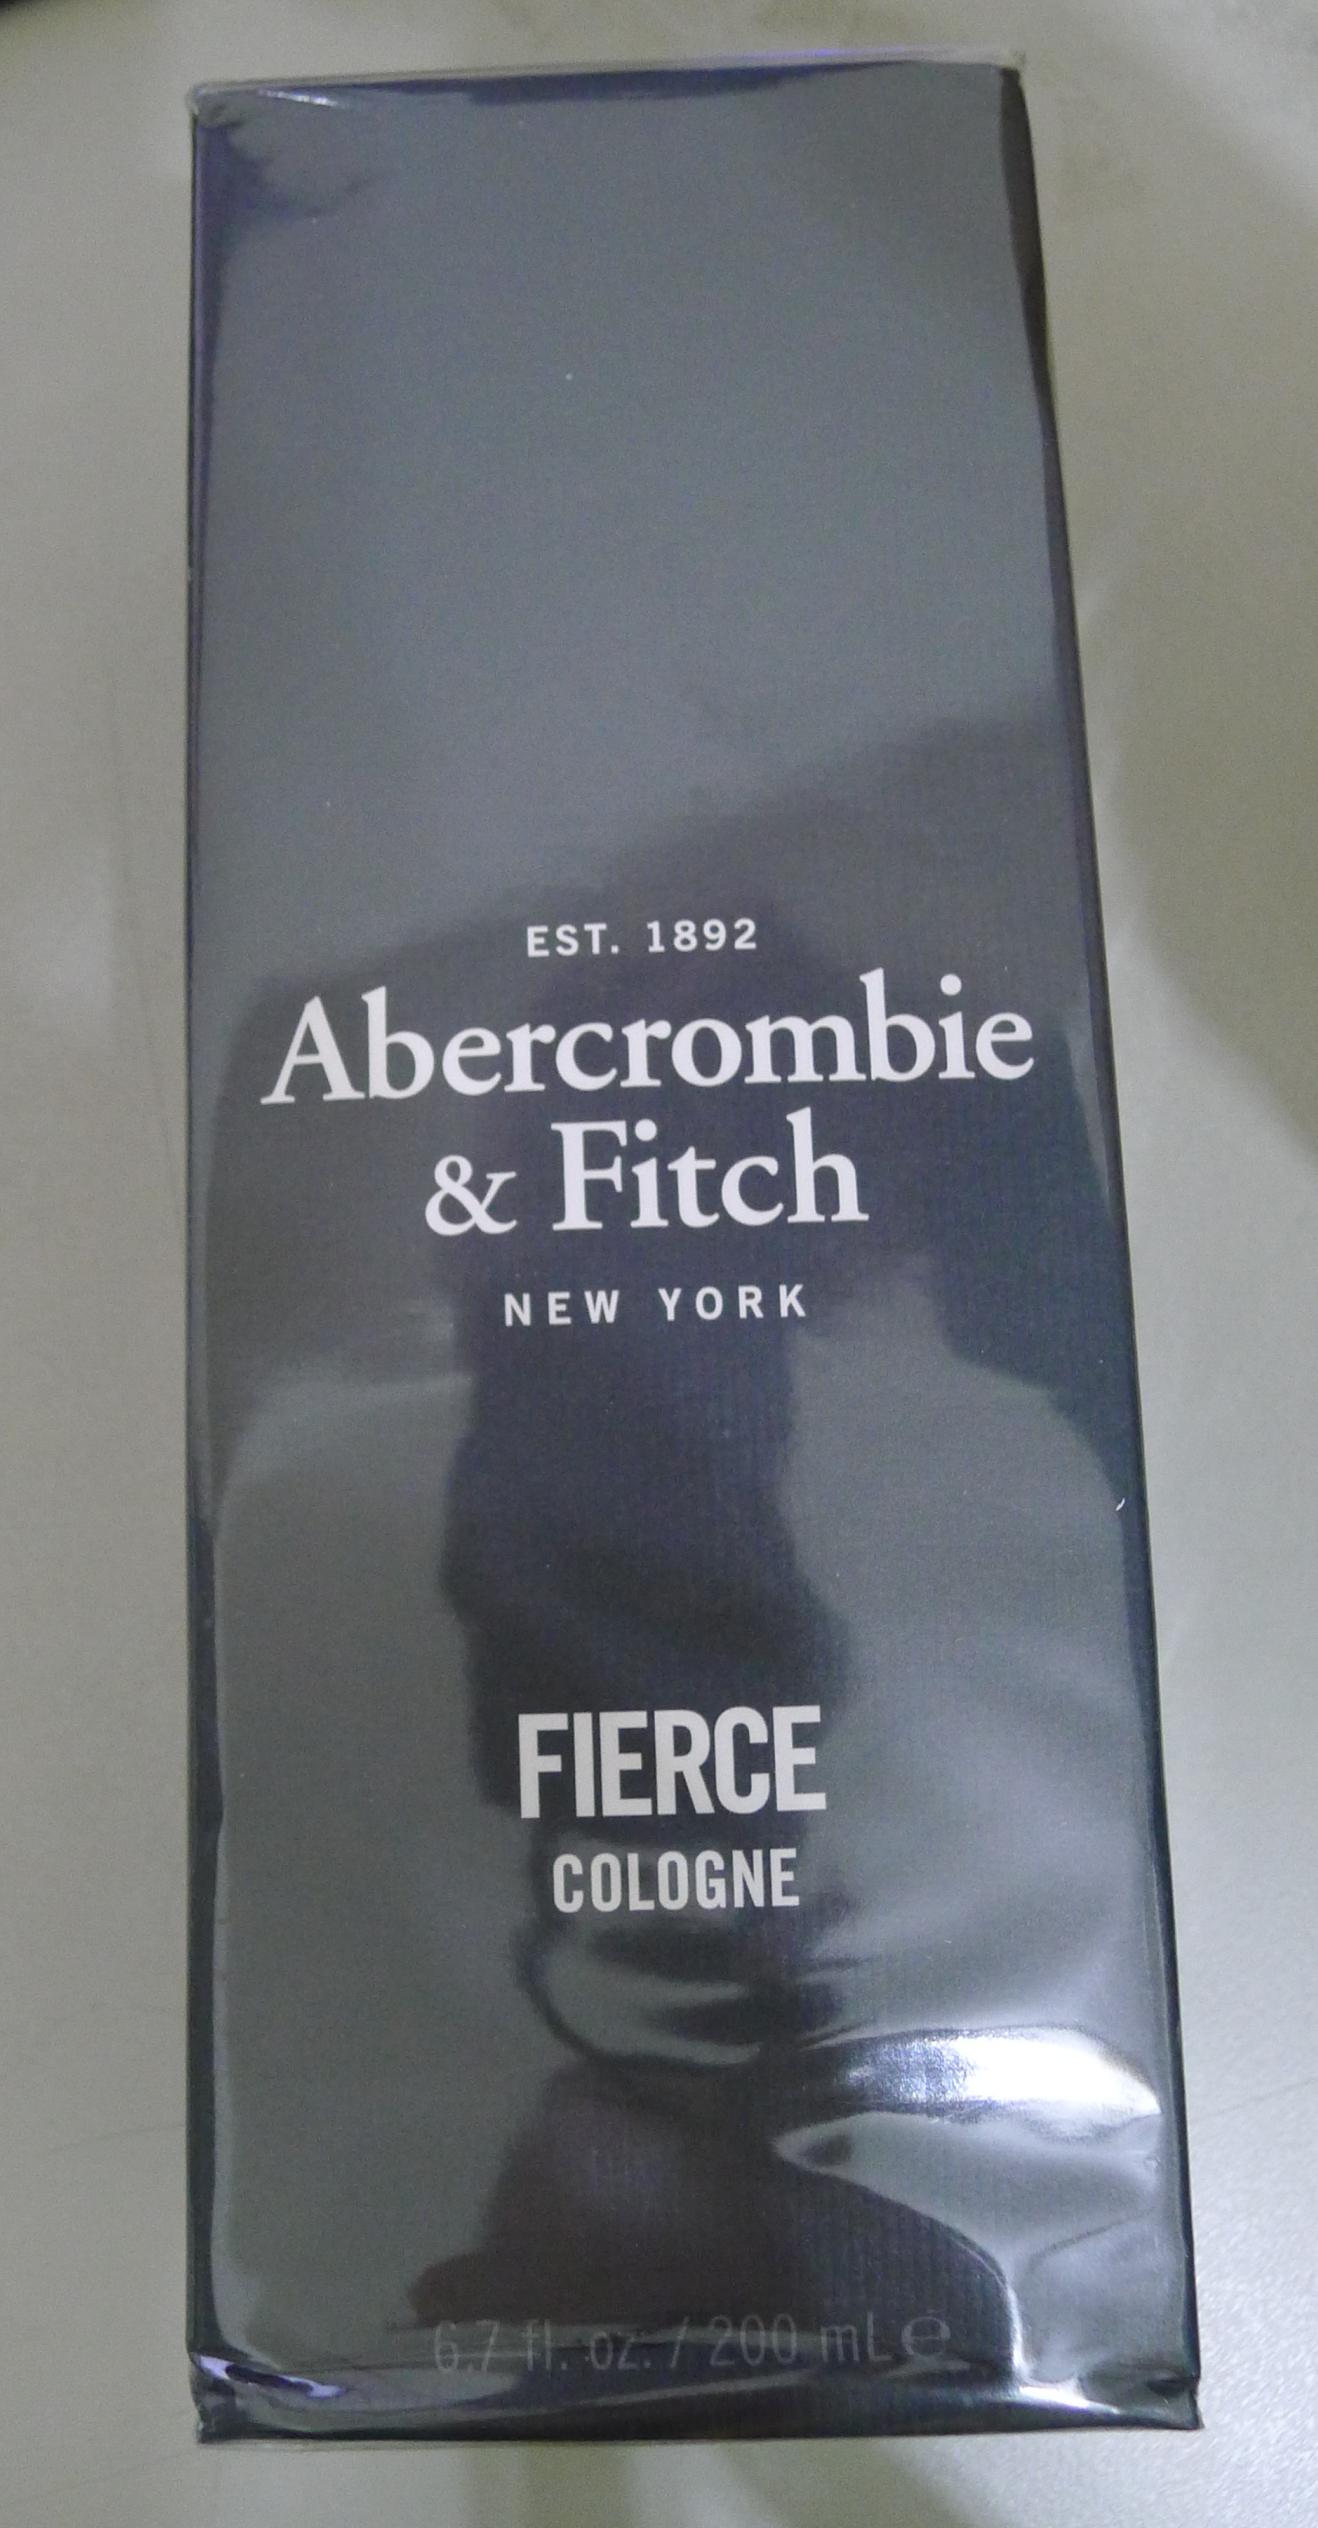 EST. 1892
Abercrombie
& Fitch
NEW YORK
FIERCE
COLOGNE
6.7 fl. oz. / 200 mL ℮